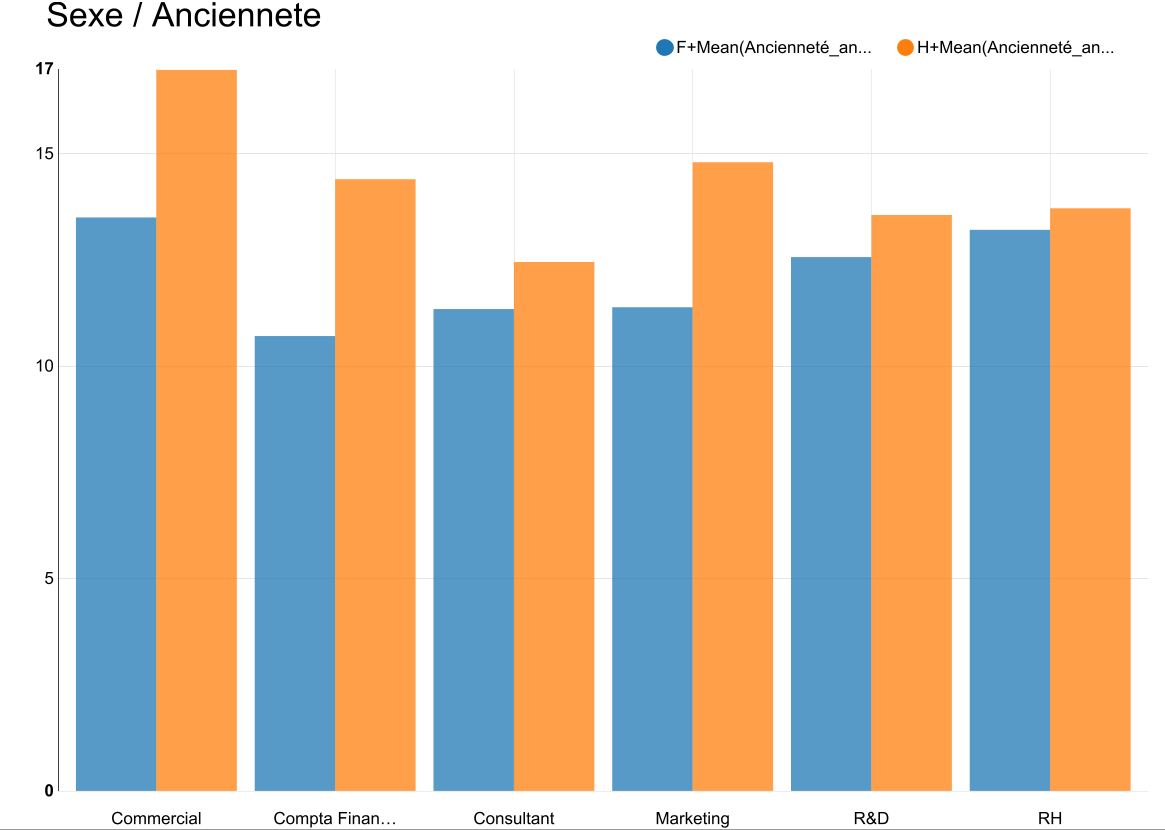 Sexe / Anciennete
F+Mean(Ancienneté_an... H+Mean(Ancienneté_an...
17
15
10
5
0
Commercial Compta Finan… Consultant Marketing R&D RH